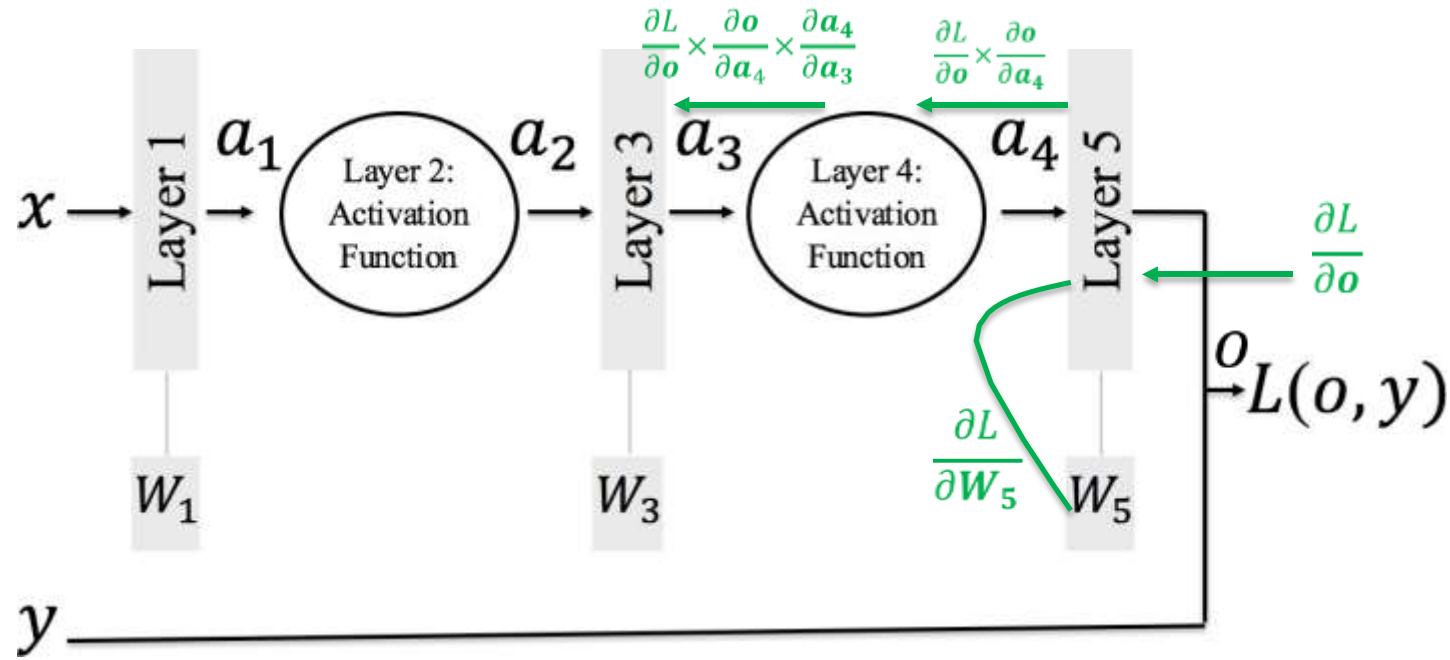 ∂L/∂o × ∂o/∂a₄ × ∂a₄/∂a₃
∂L/∂o × ∂o/∂a₄
x
Layer 1
a₁
Layer 2:
Activation
Function
a₂
Layer 3
a₃
Layer 4:
Activation
Function
a₄
Layer 5
∂L/∂o
o
L(o, y)
∂L/∂W₅
W₁
W₃
W₅
y